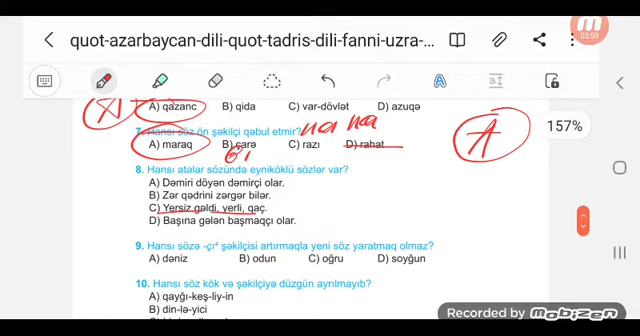 03:59
quot-azarbaycan-dili-quot-tadris-dili-fanni-uzra-...
A A) qazanc B) qida C) var-dövlət D) azuqə
157%
na na
7. Hansı söz ön şəkilçi qəbul etmir?
A) maraq B) çarə C) razı D) rahat
A
8. Hansı atalar sözündə eyniköklü sözlər var?
A) Dəmiri döyən dəmirçi olar.
B) Zər qədrini zərgər bilər.
C) Yersiz gəldi, yerli, qaç.
D) Başına gələn başmaqçı olar.
9. Hansı sözə -çı⁴ şəkilçisi artırmaqla yeni söz yaratmaq olmaz?
A) dəniz B) odun C) oğru D) soyğun
10. Hansı söz kök və şəkilçiyə düzgün ayrılmayıb?
A) qayğı-keş-liy-in
B) din-lə-yici
Recorded by
mobizen